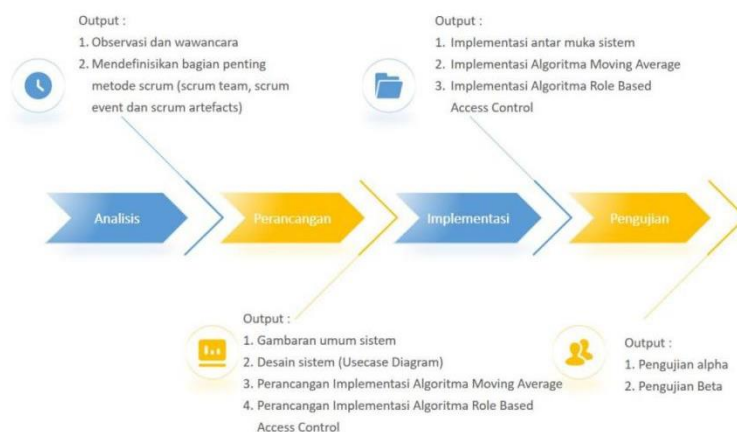 Output :
1. Observasi dan wawancara
2. Mendefinisikan bagian penting
metode scrum (scrum team, scrum
event dan scrum artefacts)
Output :
1. Implementasi antar muka sistem
2. Implementasi Algoritma Moving Average
3. Implementasi Algoritma Role Based
Access Control
Analisis
Perancangan
Implementasi
Pengujian
Output :
1. Gambaran umum sistem
2. Desain sistem (Usecase Diagram)
3. Perancangan Implementasi Algoritma Moving Average
4. Perancangan Implementasi Algoritma Role Based
Access Control
Output :
1. Pengujian alpha
2. Pengujian Beta